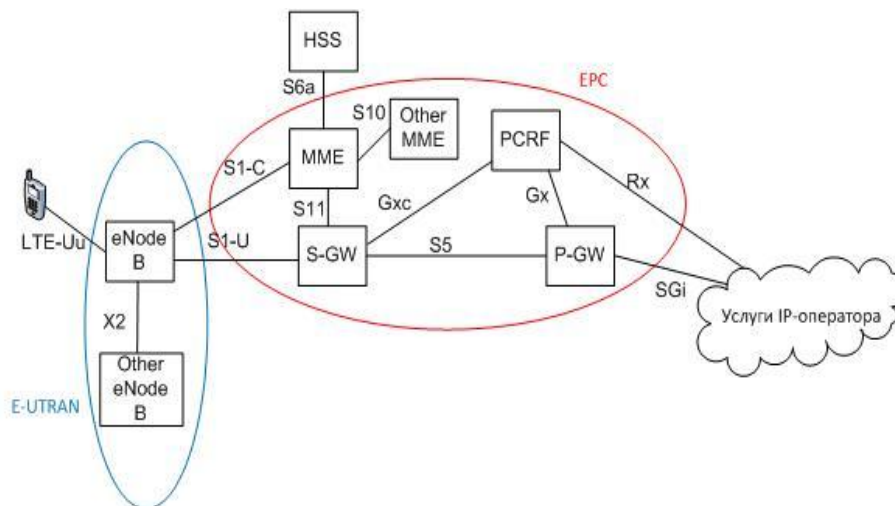 HSS
EPC
S6a
S10
Other
MME
MME
PCRF
S1-C
Rx
S11
Gxc
Gx
LTE-Uu
eNode
B
S1-U
S-GW
S5
P-GW
SGi
X2
Услуги IP-оператора
Other
eNode
B
E-UTRAN